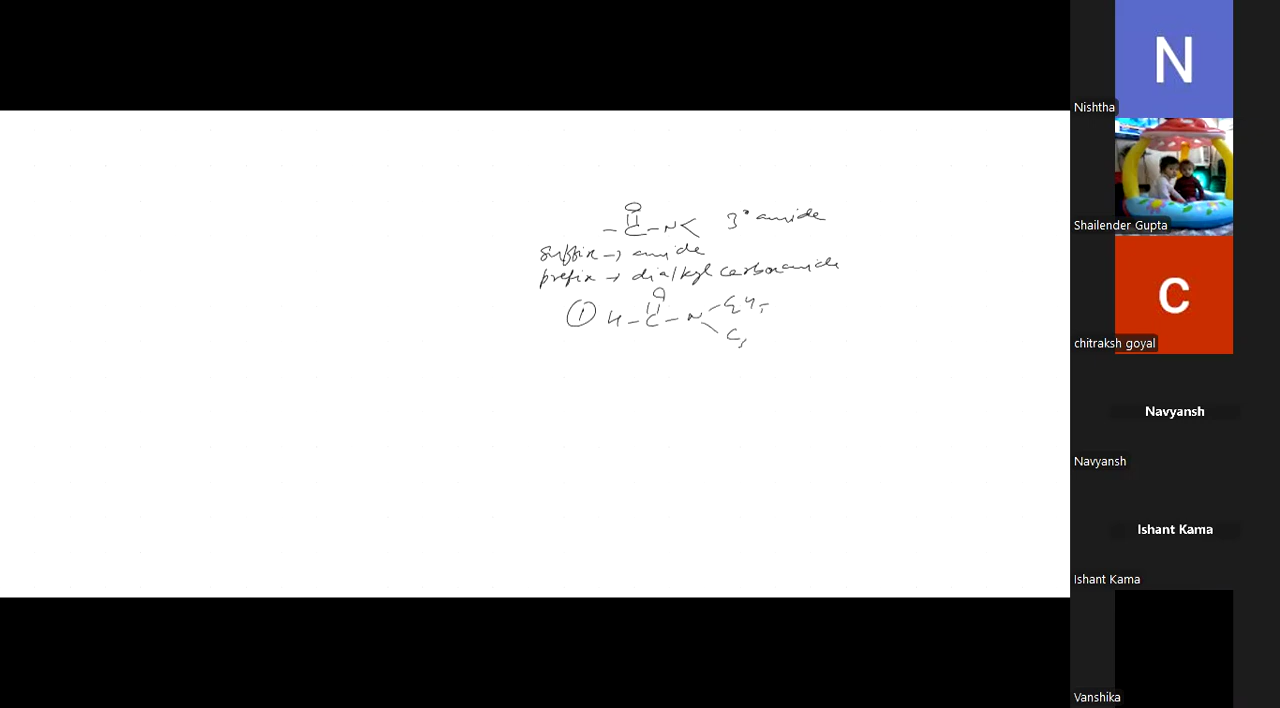 O
- C - N < 3° amide
suffix → amide
prefix → dialkyl carboxamide
O
① H - C - N - C2H5
C
N
Nishtha
Shailender Gupta
C
chitraksh goyal
Navyansh
Navyansh
Ishant Kama
Ishant Kama
Vanshika